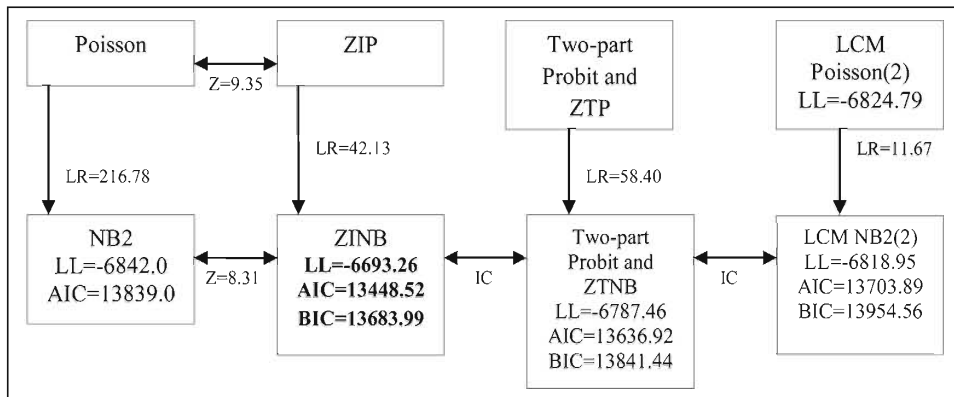 Poisson
Z=9.35
ZIP
Two-part
Probit and
ZTP
LCM
Poisson(2)
LL=-6824.79
LR=216.78
LR=42.13
LR=58.40
LR=11.67
NB2
LL=-6842.0
AIC=13839.0
Z=8.31
ZINB
LL=-6693.26
AIC=13448.52
BIC=13683.99
IC
Two-part
Probit and
ZTNB
LL=-6787.46
AIC=13636.92
BIC=13841.44
IC
LCM NB2(2)
LL=-6818.95
AIC=13703.89
BIC=13954.56